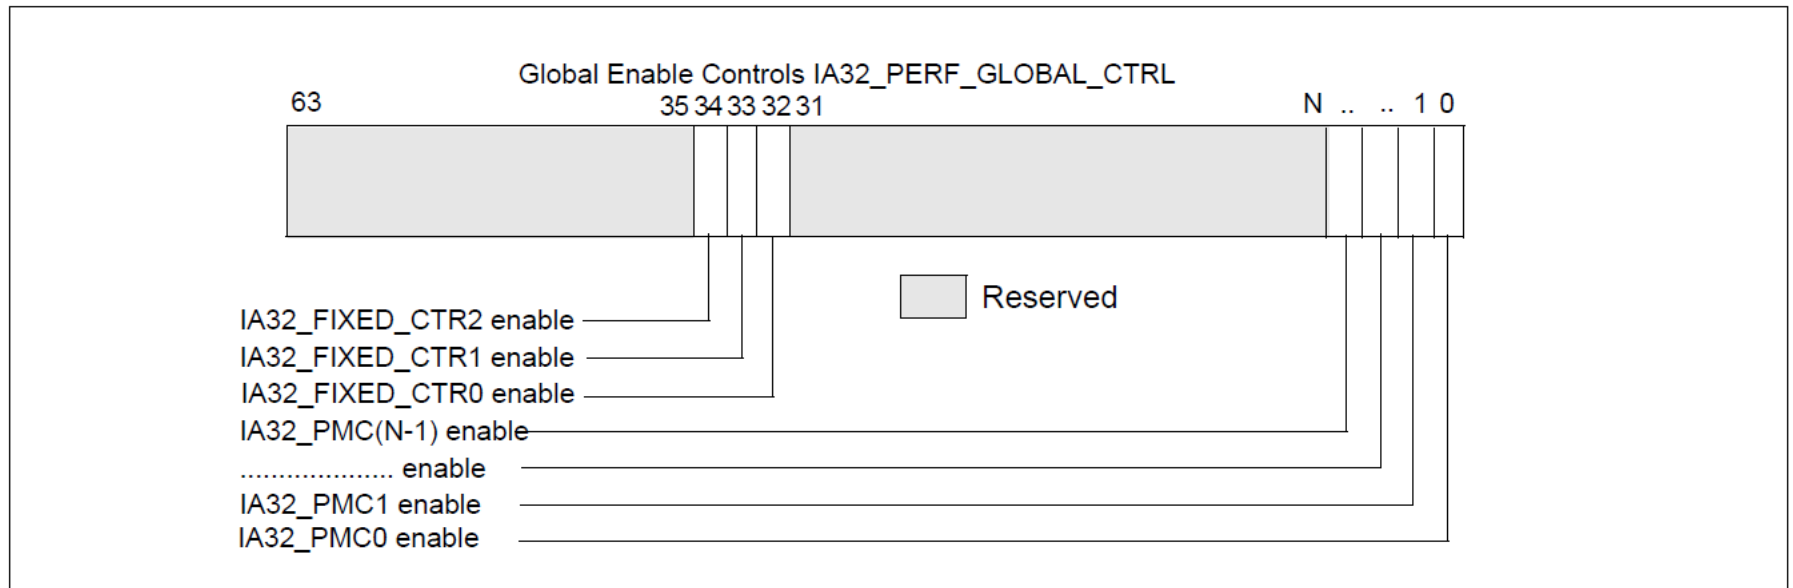 Global Enable Controls IA32_PERF_GLOBAL_CTRL
63 35 34 33 32 31 N .. .. 1 0
Reserved
IA32_FIXED_CTR2 enable
IA32_FIXED_CTR1 enable
IA32_FIXED_CTR0 enable
IA32_PMC(N-1) enable
.................... enable
IA32_PMC1 enable
IA32_PMC0 enable